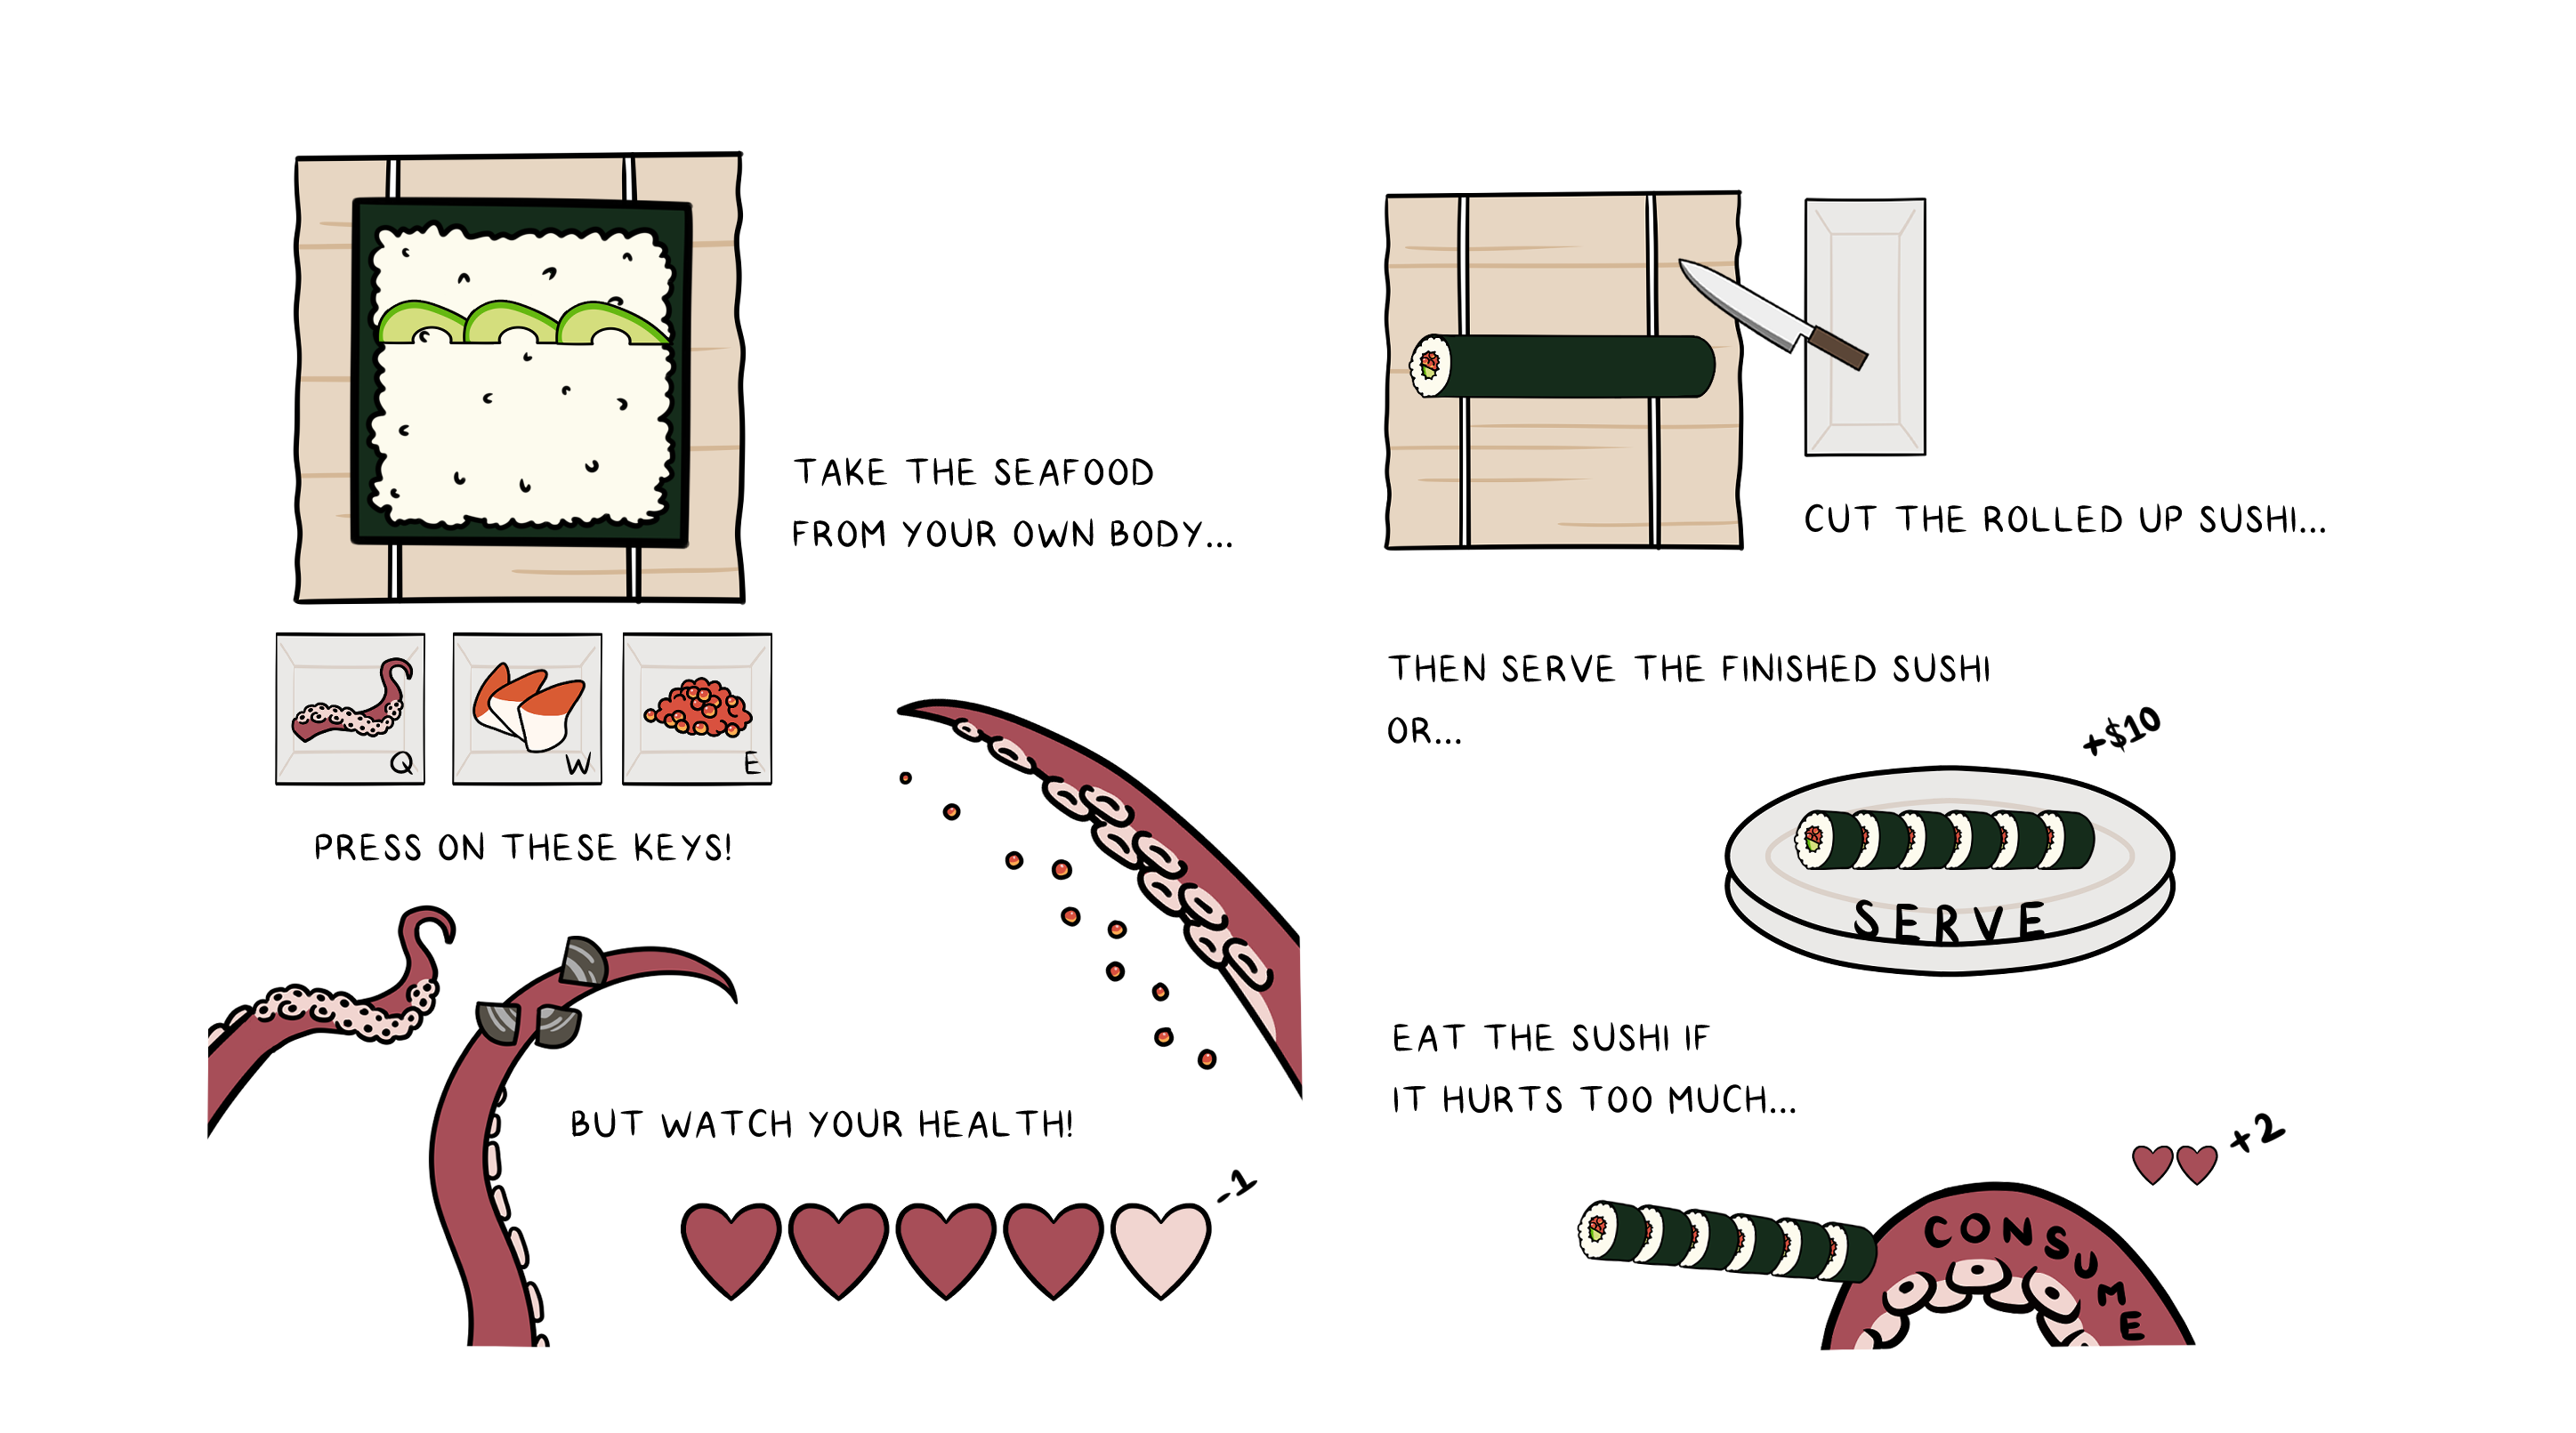 TAKE THE SEAFOOD
FROM YOUR OWN BODY...
Q W E
PRESS ON THESE KEYS!
BUT WATCH YOUR HEALTH!
-1
CUT THE ROLLED UP SUSHI...
THEN SERVE THE FINISHED SUSHI
OR...
+$10
SERVE
EAT THE SUSHI IF
IT HURTS TOO MUCH...
+2
CONSUME